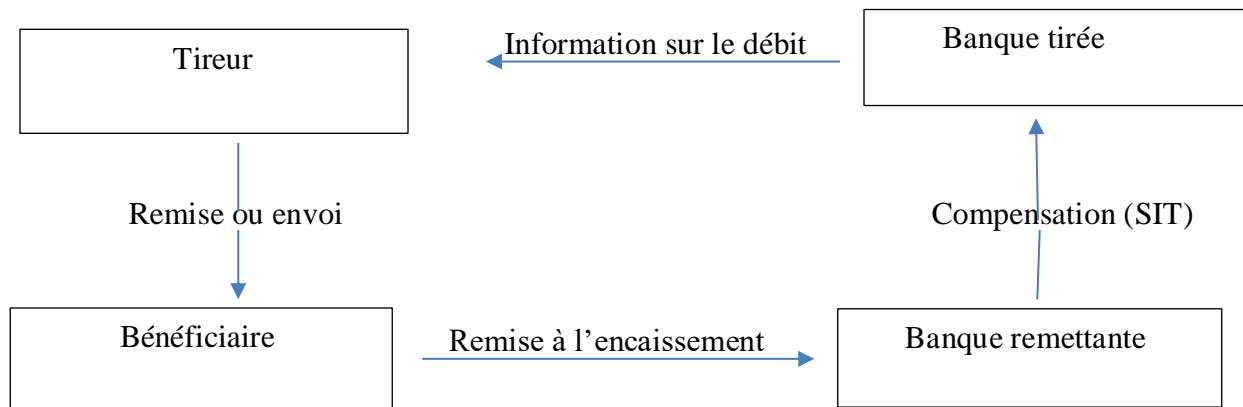 Tireur
Information sur le débit
Banque tirée
Remise ou envoi
Compensation (SIT)
Bénéficiaire
Remise à l’encaissement
Banque remettante